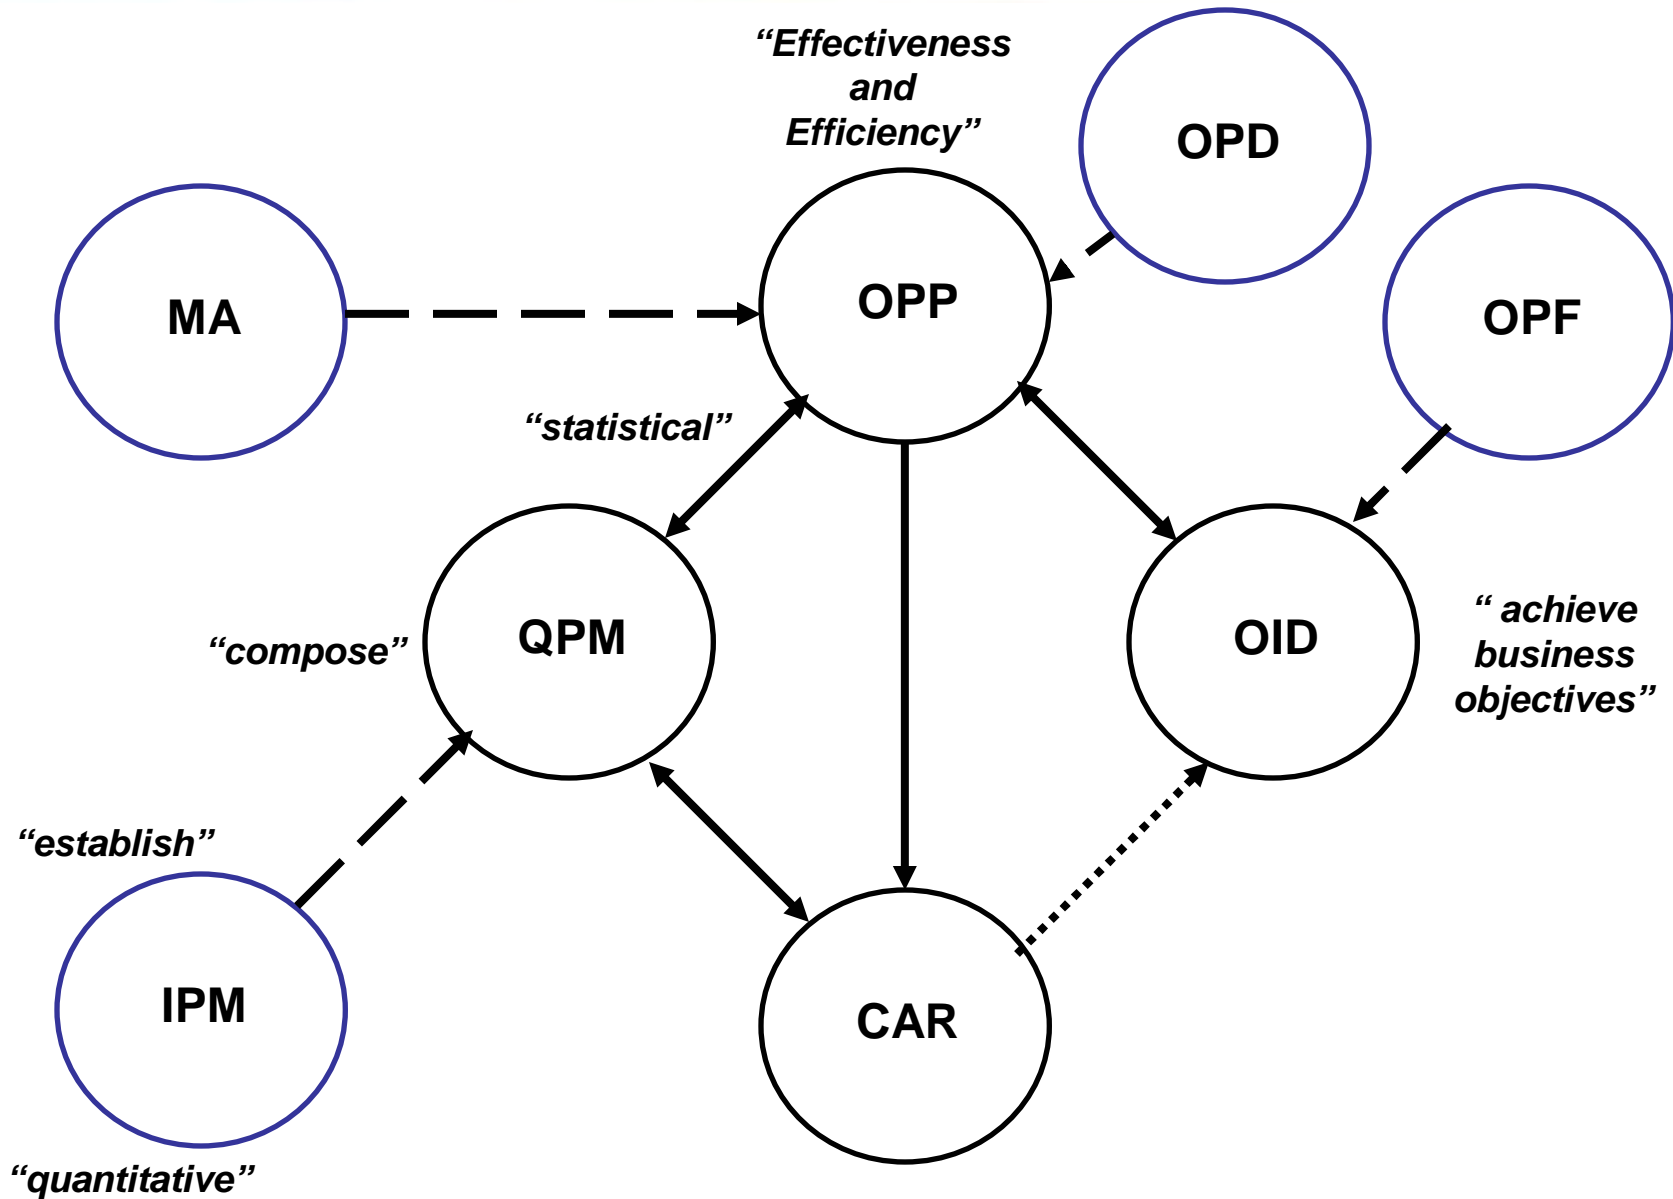 “Effectiveness
and
Efficiency”
OPD
OPP
MA
OPF
“statistical”
“compose”
QPM
OID
“ achieve
business
objectives”
“establish”
IPM
CAR
“quantitative”